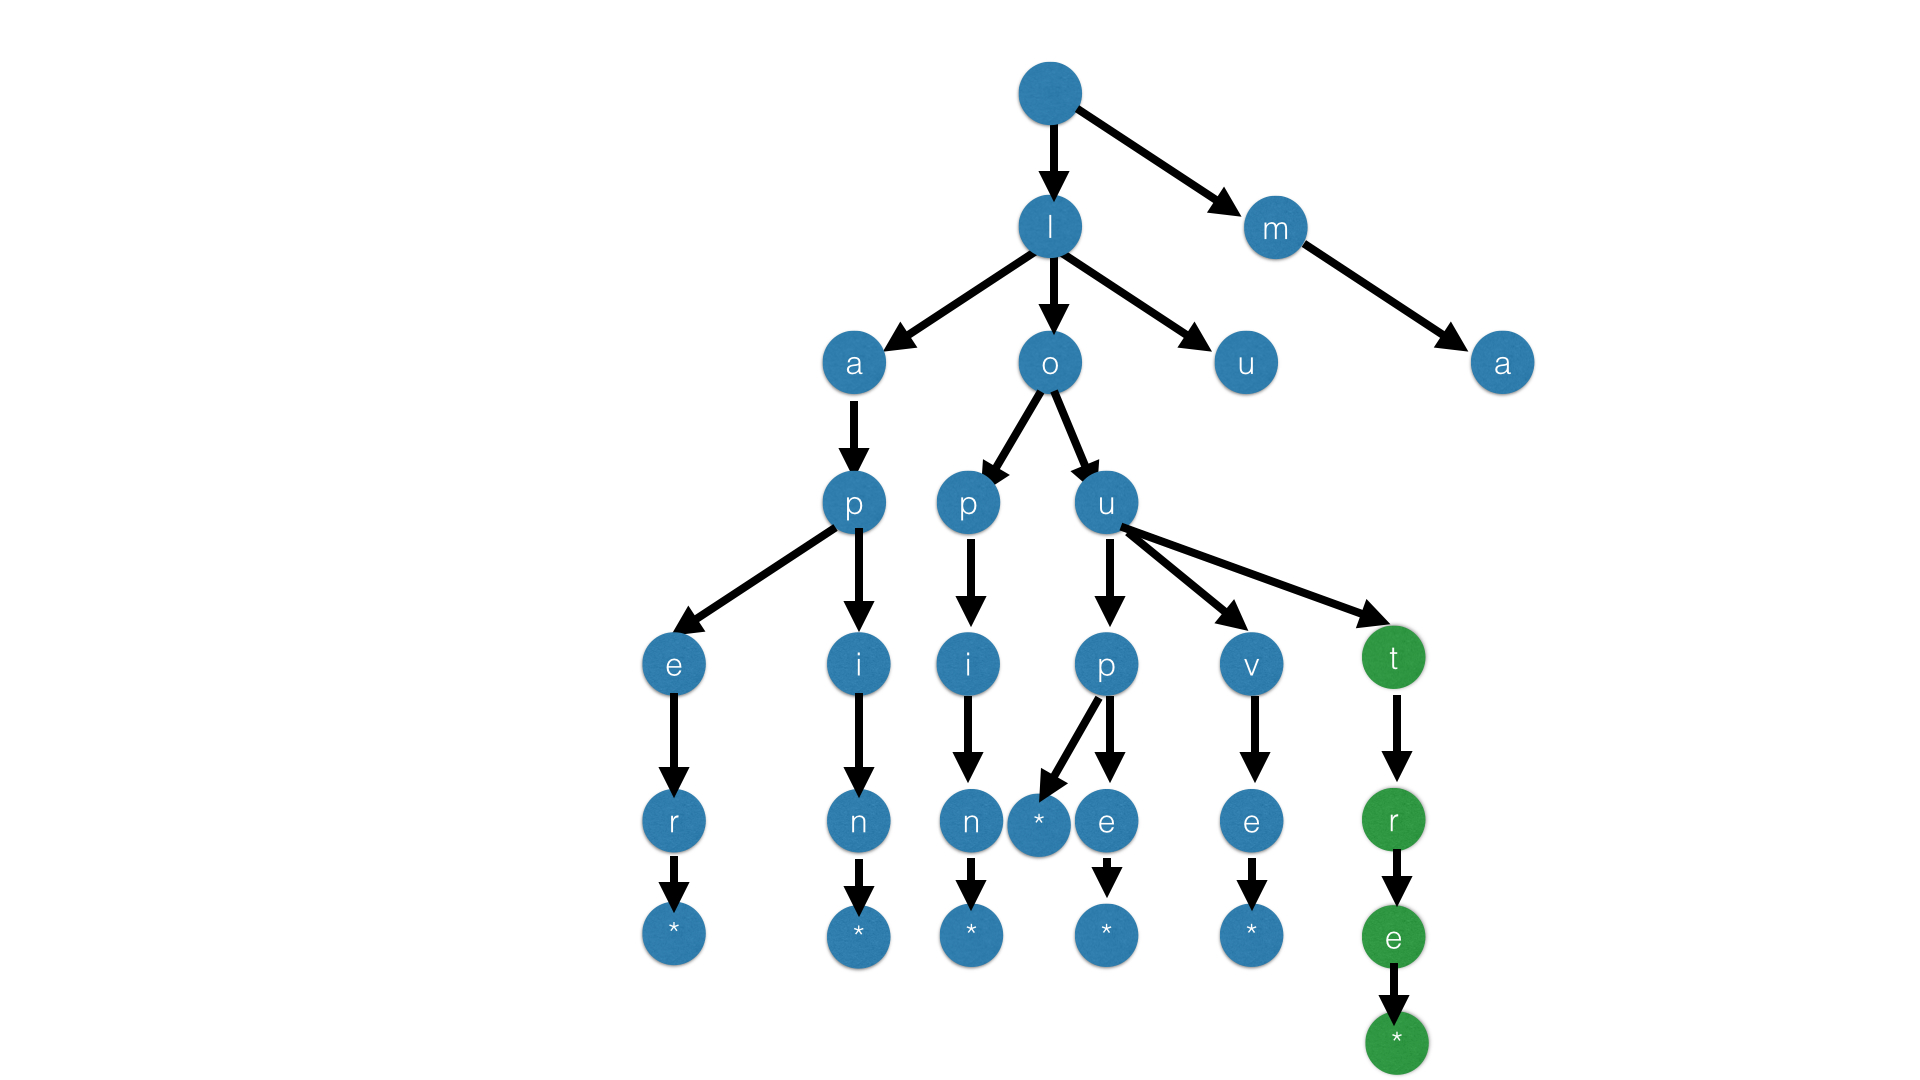 l m
a o u a
p p u
e i i p v t
r n n * e e r
* * * * * e
*